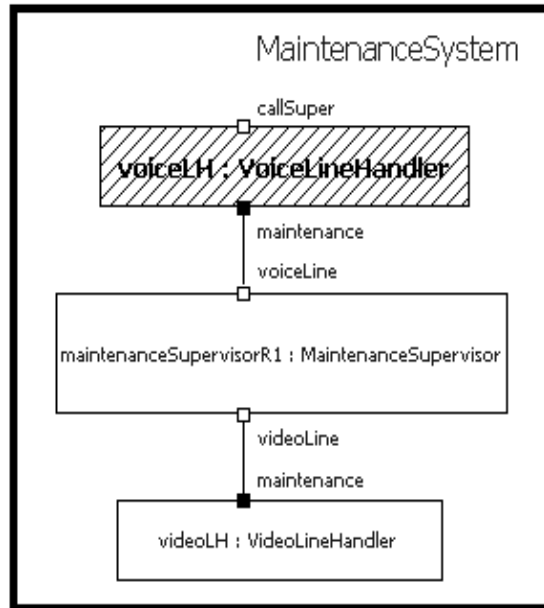 MaintenanceSystem
callSuper
voiceLH : VoiceLineHandler
maintenance
voiceLine
maintenanceSupervisorR1 : MaintenanceSupervisor
videoLine
maintenance
videoLH : VideoLineHandler